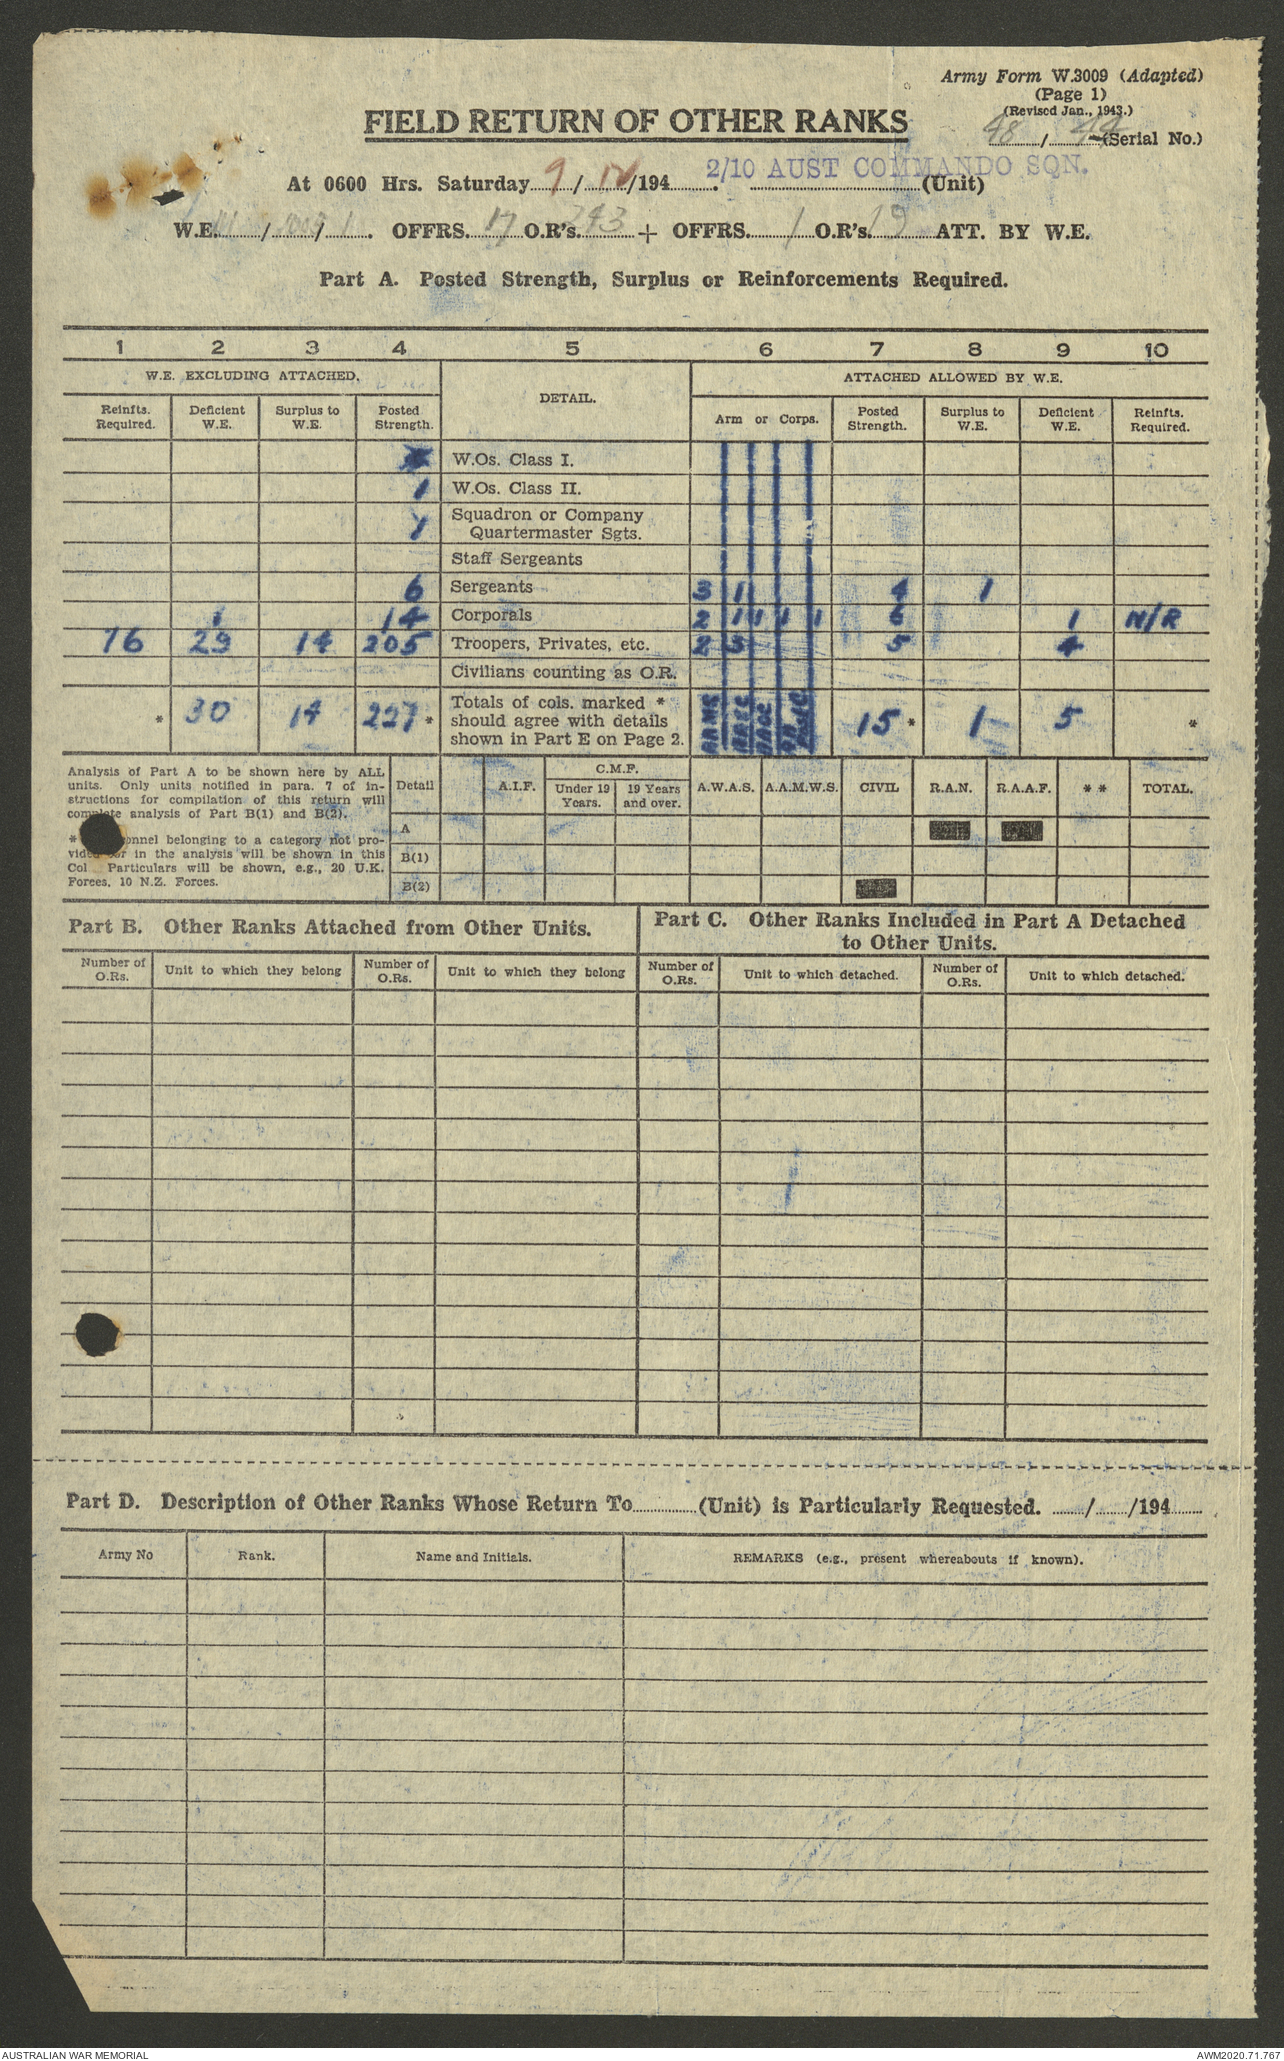 Army Form W.3009 (Adapted)
(Page 1)
(Revised Jan., 1943.)
48 / 44 (Serial No.)
FIELD RETURN OF OTHER RANKS
At 0600 Hrs. Saturday 9 / /194 . 2/10 AUST COMMANDO SQN. (Unit)
W.E. / / 1 . OFFRS. 17 O.R's. 243 + OFFRS. 1 O.R's. 19 ATT. BY W.E.
Part A. Posted Strength, Surplus or Reinforcements Required.
1 2 3 4 5 6 7 8 9 10
W.E. EXCLUDING ATTACHED. DETAIL. ATTACHED ALLOWED BY W.E.
Reinfts. Required. Deficient W.E. Surplus to W.E. Posted Strength. Arm or Corps. Posted Strength. Surplus to W.E. Deficient W.E. Reinfts. Required.
W.Os. Class I.
1 W.Os. Class II.
1 Squadron or Company
Quartermaster Sgts.
Staff Sergeants
6 Sergeants 3 1 4 1
1 14 Corporals 2 1 1 1 1 6 1 N/R
16 29 14 205 Troopers, Privates, etc. 2 3 5 4
Civilians counting as O.R.
* 30 14 227 * Totals of cols. marked * should agree with details shown in Part E on Page 2. 15 * 1 5 *
Analysis of Part A to be shown here by ALL
units. Only units notified in para. 7 of in-
structions for compilation of this return will
complete analysis of Part B(1) and B(2).
* onnel belonging to a category not pro-
vided for in the analysis will be shown in this
Col Particulars will be shown, e.g., 20 U.K.
Forces, 10 N.Z. Forces.
Detail A.I.F. C.M.F. Under 19 Years. 19 Years and over. A.W.A.S. A.A.M.W.S. CIVIL R.A.N. R.A.A.F. * * TOTAL.
A
B(1)
B(2)
Part B. Other Ranks Attached from Other Units.
Part C. Other Ranks Included in Part A Detached
to Other Units.
Number of O.Rs. Unit to which they belong Number of O.Rs. Unit to which they belong Number of O.Rs. Unit to which detached. Number of O.Rs. Unit to which detached.
Part D. Description of Other Ranks Whose Return To (Unit) is Particularly Requested. / /194
Army No Rank. Name and Initials. REMARKS (e.g., present whereabouts if known).
AUSTRALIAN WAR MEMORIAL AWM2020.71.767